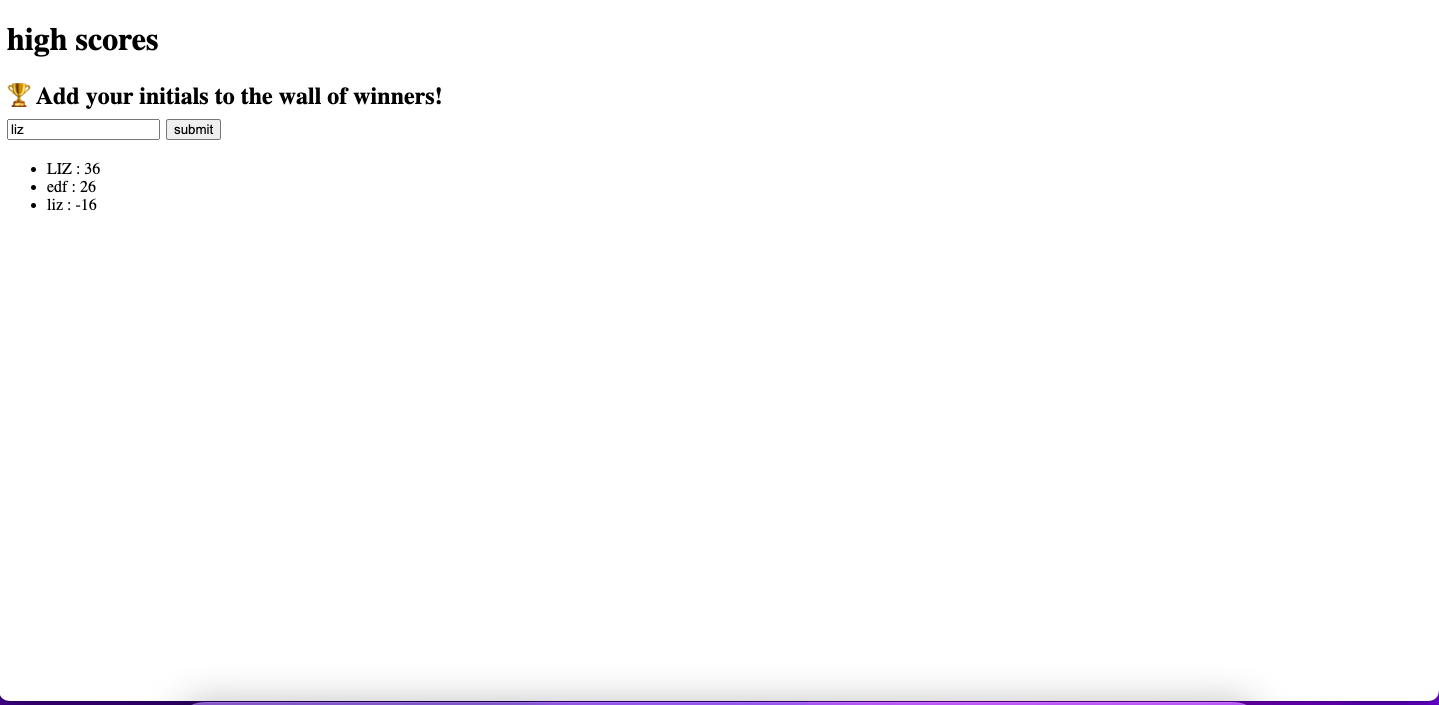 high scores
🏆 Add your initials to the wall of winners!
liz submit
LIZ : 36
edf : 26
liz : -16